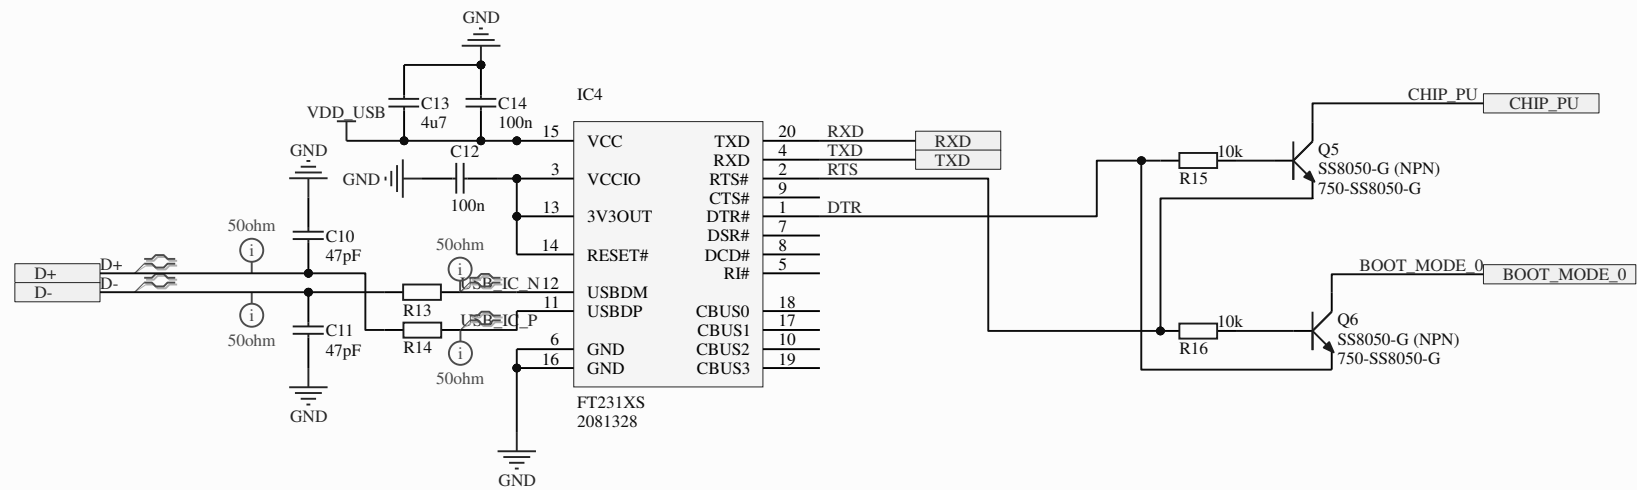 GND
C13
4u7
C14
100n
VDD_USB
IC4
CHIP_PU
CHIP_PU
15
VCC
TXD
20
RXD
RXD
C12
GND
RXD
4
TXD
TXD
10k
Q5
R15
SS8050-G (NPN)
750-SS8050-G
GND
3
VCCIO
RTS#
2
RTS
100n
CTS#
9
13
3V3OUT
DTR#
1
DTR
50ohm
i
C10
47pF
50ohm
i
14
RESET#
DSR#
7
DCD#
8
RI#
5
D+
D+
D-
D-
USB_IC_N
12
USBDM
BOOT_MODE_0
BOOT_MODE_0
R13
11
USBDP
CBUS0
18
i
50ohm
C11
47pF
USB_IC_P
R14
CBUS1
17
10k
Q6
R16
SS8050-G (NPN)
750-SS8050-G
i
50ohm
6
GND
CBUS2
10
16
GND
CBUS3
19
GND
FT231XS
2081328
GND